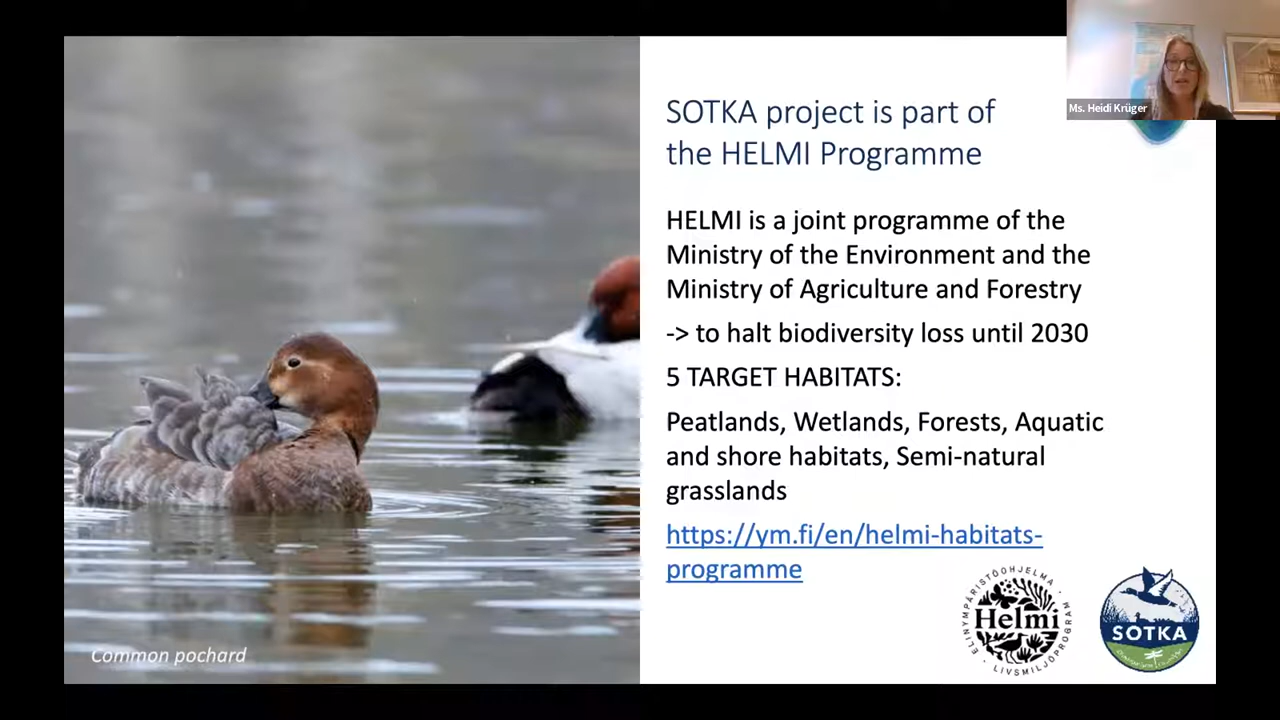 Ms. Heidi Krüger
SOTKA project is part of
the HELMI Programme
HELMI is a joint programme of the
Ministry of the Environment and the
Ministry of Agriculture and Forestry
-> to halt biodiversity loss until 2030
5 TARGET HABITATS:
Peatlands, Wetlands, Forests, Aquatic
and shore habitats, Semi-natural
grasslands
https://ym.fi/en/helmi-habitats-
programme
Common pochard
ELINYMPÄRISTÖOHJELMA
Helmi
LIVSMILJÖPROGRAM
SOTKA